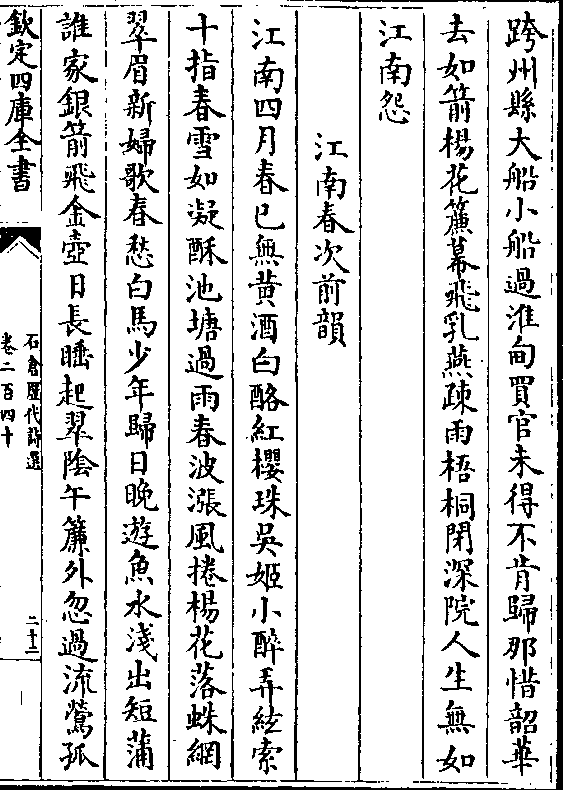 跨州縣大船小船過淮甸買官未得不肯歸那惜韶華
去如箭楊花簾幕飛乳燕疎雨梧桐閉深院人生無如
江南怨
江南春次前韻
江南四月春已無黄酒白酪紅櫻珠吳姬小醉弄絃索
十指春雪如凝酥池塘過雨春波漲風捲楊花落蛛網
翠眉新婦歌春愁白馬少年歸日晚遊魚水淺出短蒲
誰家銀箭飛金壺日長睡起翠陰午簾外忽過流鶯孤
欽定四庫全書
石倉歷代詩選
卷二百四十
二十二